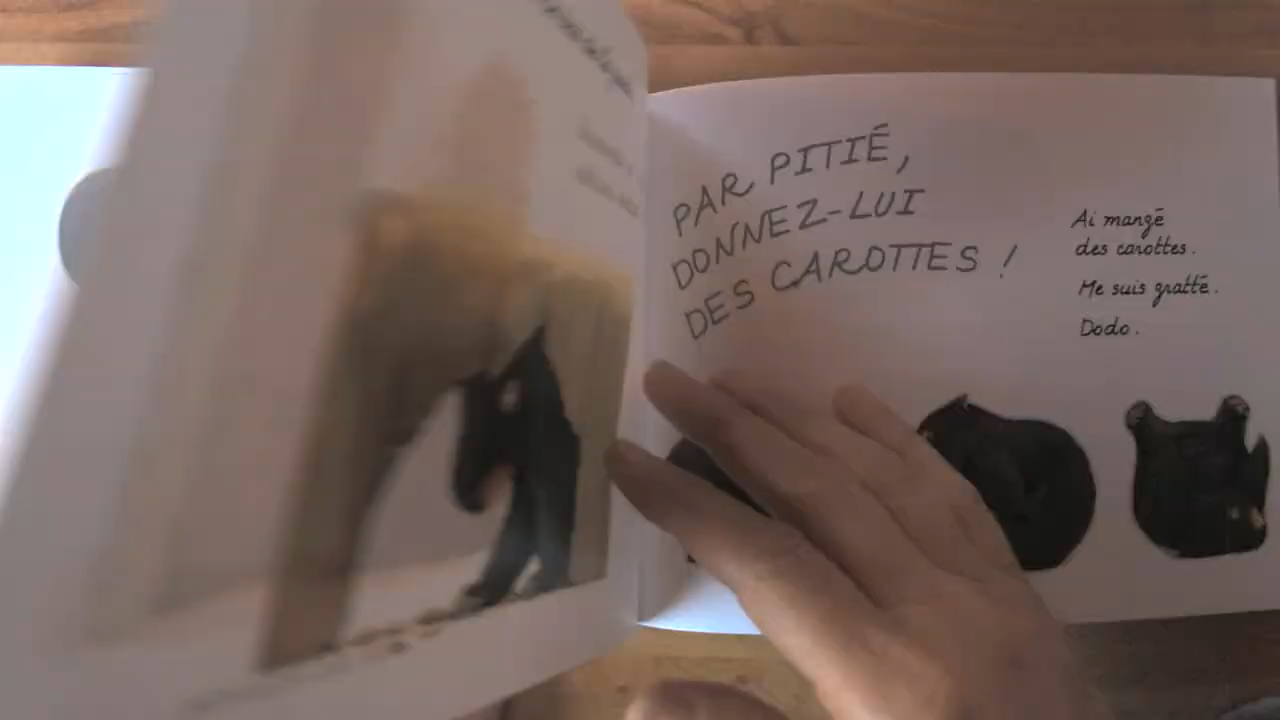 PAR PITIÉ,
DONNEZ-LUI
DES CAROTTES !
Ai mangé
des carottes.
Me suis gratté.
Dodo.